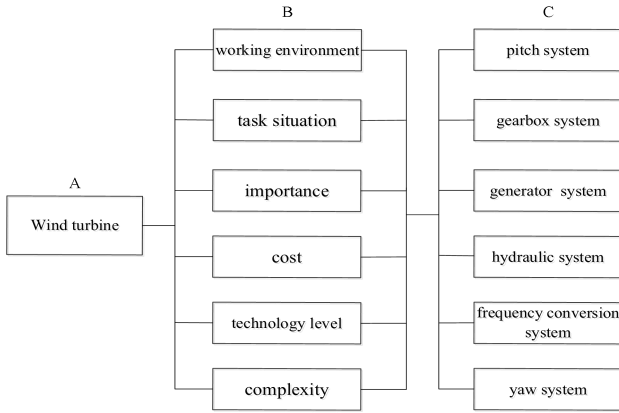 A
Wind turbine
B
working environment
task situation
importance
cost
technology level
complexity
C
pitch system
gearbox system
generator system
hydraulic system
frequency conversion
system
yaw system